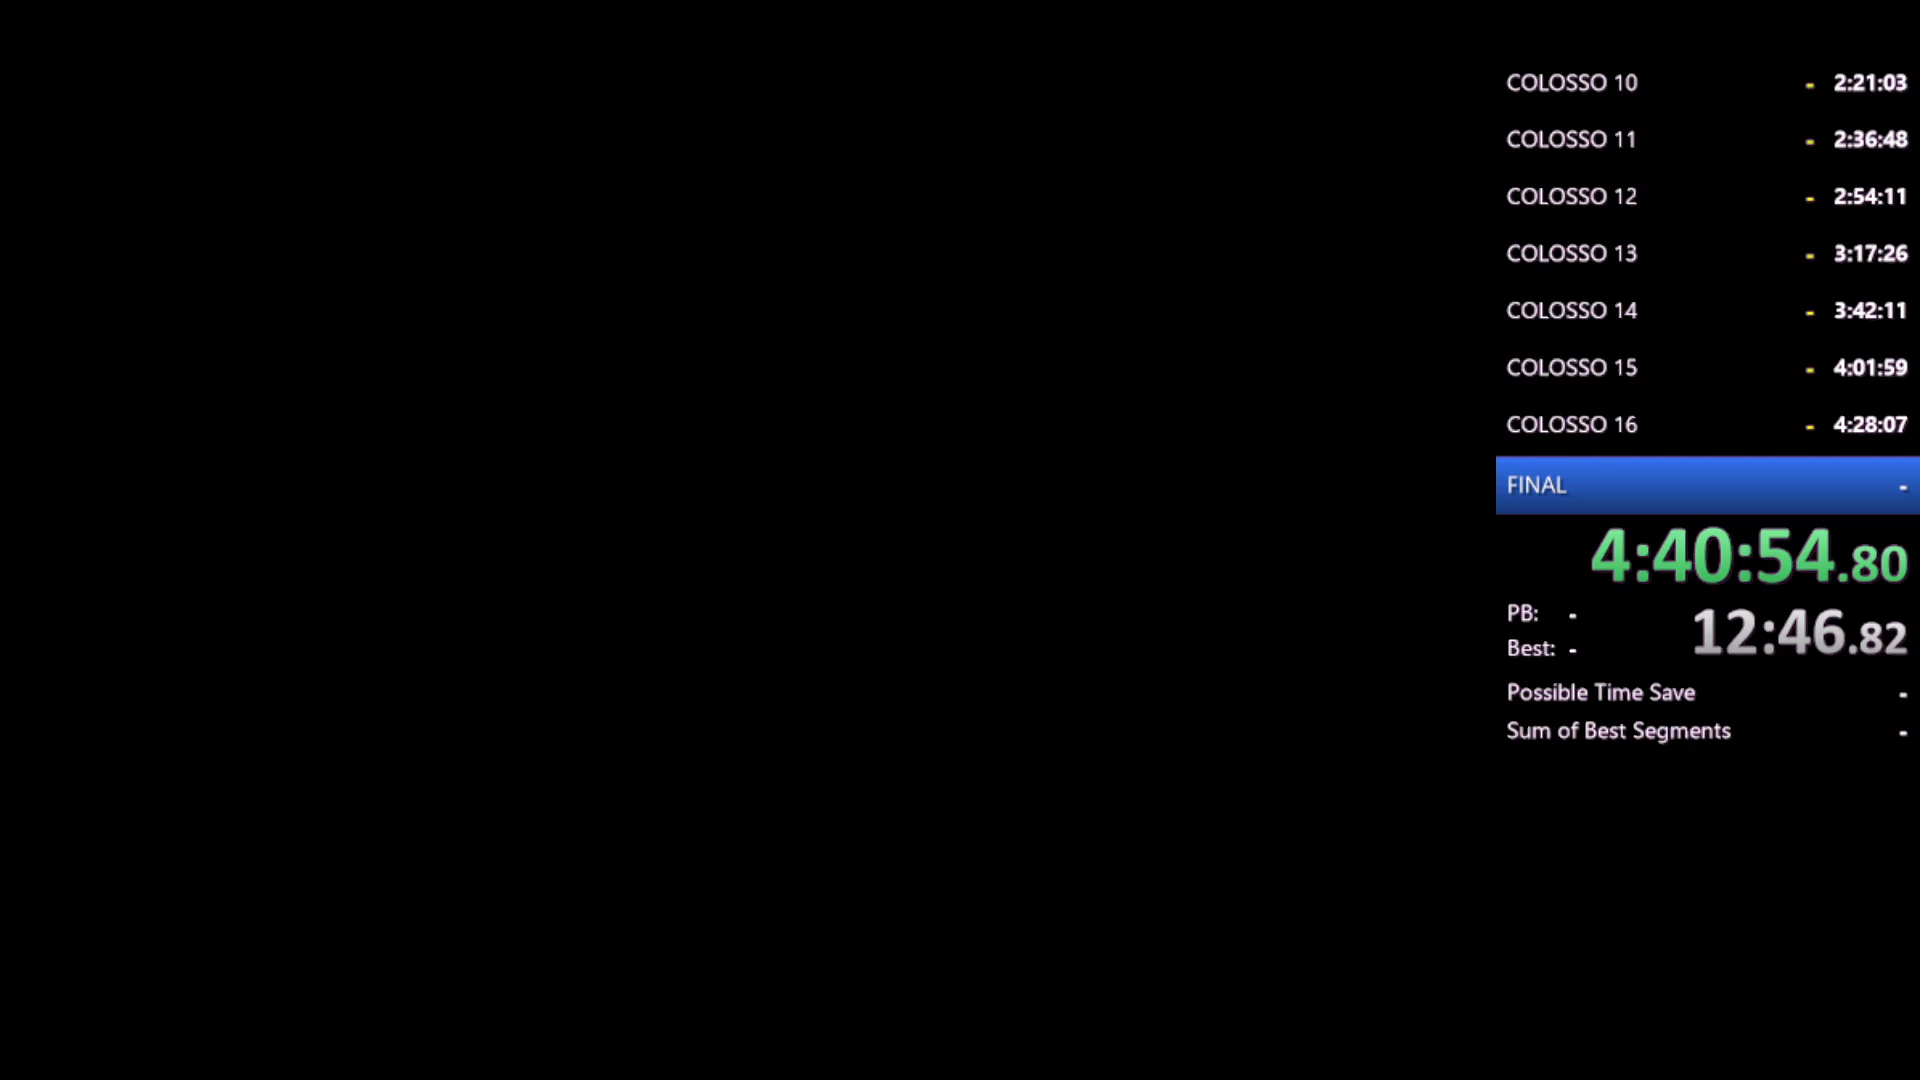 COLOSSO 10 - 2:21:03
COLOSSO 11 - 2:36:48
COLOSSO 12 - 2:54:11
COLOSSO 13 - 3:17:26
COLOSSO 14 - 3:42:11
COLOSSO 15 - 4:01:59
COLOSSO 16 - 4:28:07
FINAL -
4:40:54.80
PB: - 12:46.82
Best: -
Possible Time Save -
Sum of Best Segments -